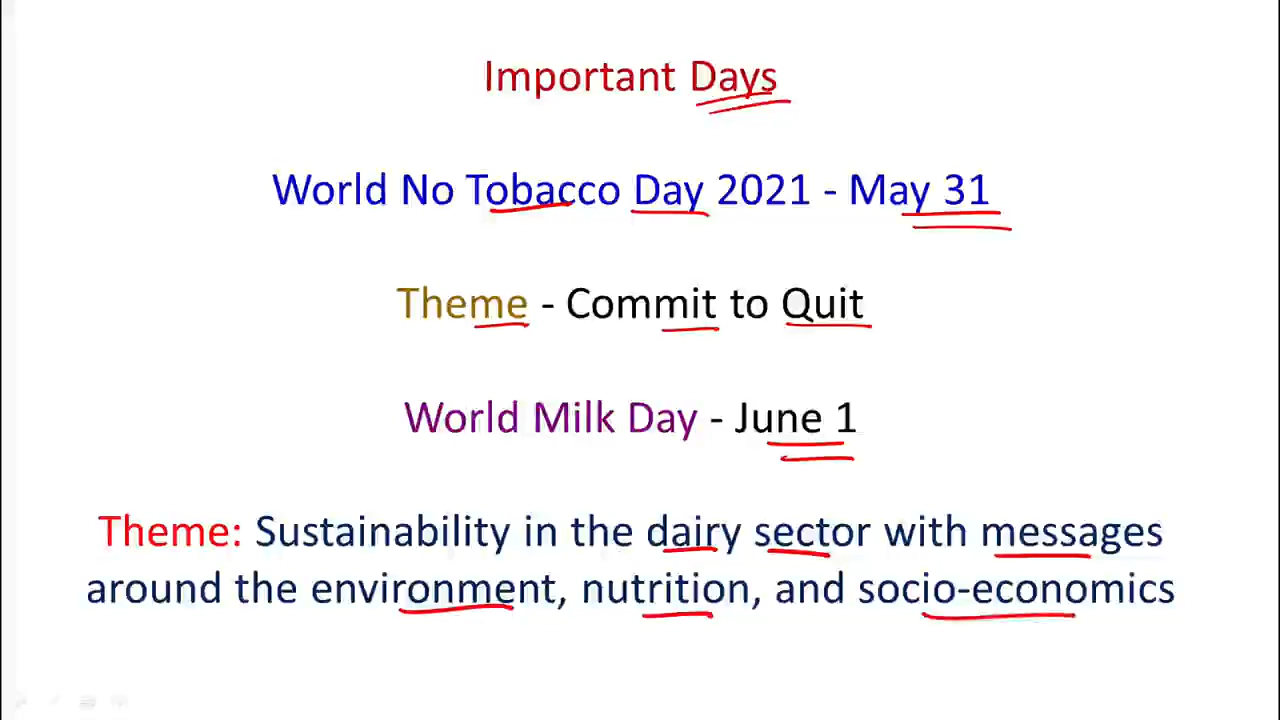 Important Days
World No Tobacco Day 2021 - May 31
Theme - Commit to Quit
World Milk Day - June 1
Theme: Sustainability in the dairy sector with messages
around the environment, nutrition, and socio-economics